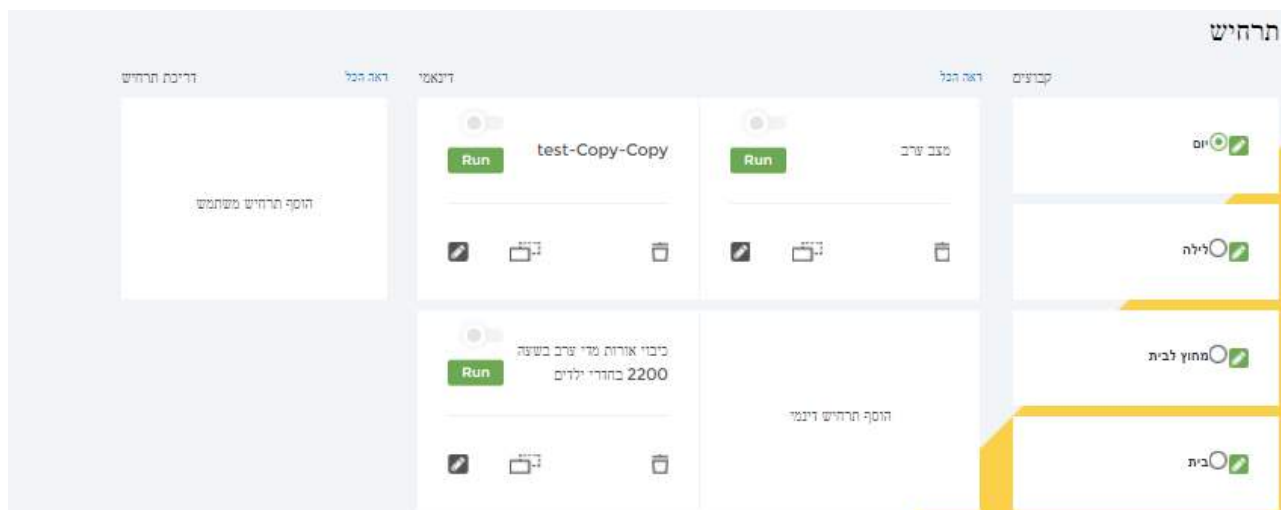 תרחיש
קבוצים
ראה הכל
דינאמי
ראה הכל
דריכת תרחיש
יום
לילה
מחוץ לבית
בית
מצב ערב
Run
test-Copy-Copy
Run
הוסף תרחיש דינמי
כיבוי אורות מדי ערב בשעה
2200 בחדרי ילדים
Run
הוסף תרחיש משתמש